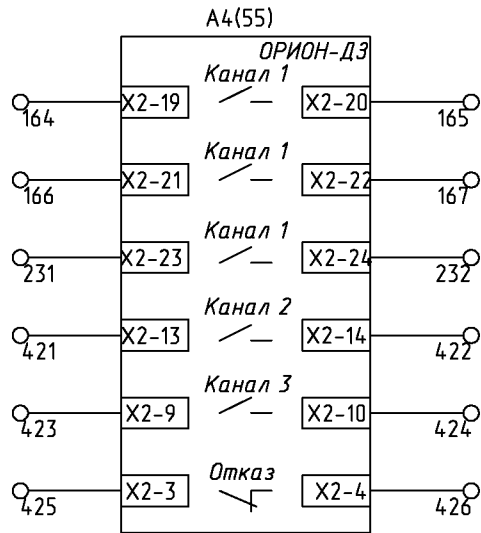 А4(55)
ОРИОН-ДЗ
Канал 1
X2-19
X2-20
164
165
Канал 1
X2-21
X2-22
166
167
Канал 1
X2-23
X2-24
231
232
Канал 2
X2-13
X2-14
421
422
Канал 3
X2-9
X2-10
423
424
Отказ
X2-3
X2-4
425
426